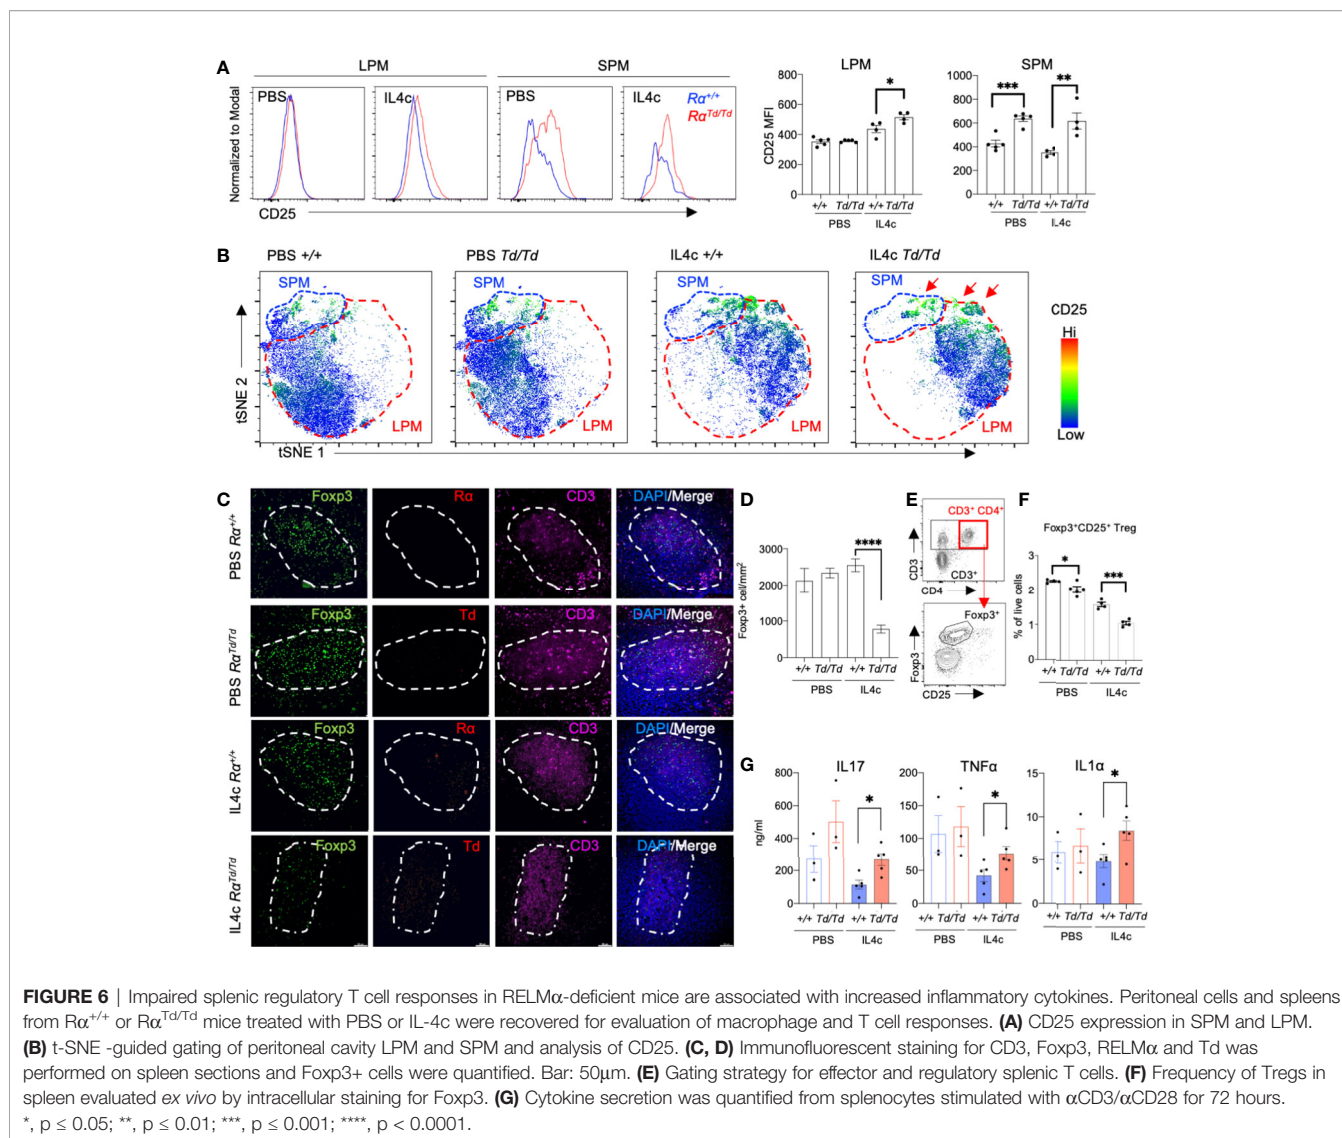 A
LPM
SPM
PBS
IL4c
PBS
IL4c
Rα+/+
RαTd/Td
Normalized to Modal
CD25
LPM
CD25 MFI
800
600
400
200
0
*
+/+ Td/Td +/+ Td/Td
PBS IL4c
SPM
1000
800
600
400
200
0
*** **
+/+ Td/Td +/+ Td/Td
PBS IL4c
B
PBS +/+
PBS Td/Td
IL4c +/+
IL4c Td/Td
SPM
SPM
SPM
SPM
LPM
LPM
LPM
LPM
tSNE 2
tSNE 1
CD25
Hi
Low
C
PBS Rα+/+
Foxp3
Rα
CD3
DAPI/Merge
PBS RαTd/Td
Foxp3
Td
CD3
DAPI/Merge
IL4c Rα+/+
Foxp3
Rα
CD3
DAPI/Merge
IL4c RαTd/Td
Foxp3
Td
CD3
DAPI/Merge
D
Foxp3+ cell/mm2
3000
2000
1000
0
****
+/+ Td/Td +/+ Td/Td
PBS IL4c
E
CD3+ CD4+
CD3
CD3+
CD4
Foxp3+
Foxp3
CD25
F
Foxp3+CD25+ Treg
% of live cells
3
2
1
0
* ***
+/+ Td/Td +/+ Td/Td
PBS IL4c
G
IL17
ng/ml
800
600
400
200
0
*
+/+ Td/Td +/+ Td/Td
PBS IL4c
TNFα
200
150
100
50
0
*
+/+ Td/Td +/+ Td/Td
PBS IL4c
IL1α
15
10
5
0
*
+/+ Td/Td +/+ Td/Td
PBS IL4c
FIGURE 6 | Impaired splenic regulatory T cell responses in RELMα-deficient mice are associated with increased inflammatory cytokines. Peritoneal cells and spleens
from Rα+/+ or RαTd/Td mice treated with PBS or IL-4c were recovered for evaluation of macrophage and T cell responses. (A) CD25 expression in SPM and LPM.
(B) t-SNE -guided gating of peritoneal cavity LPM and SPM and analysis of CD25. (C, D) Immunofluorescent staining for CD3, Foxp3, RELMα and Td was
performed on spleen sections and Foxp3+ cells were quantified. Bar: 50μm. (E) Gating strategy for effector and regulatory splenic T cells. (F) Frequency of Tregs in
spleen evaluated ex vivo by intracellular staining for Foxp3. (G) Cytokine secretion was quantified from splenocytes stimulated with αCD3/αCD28 for 72 hours.
*, p ≤ 0.05; **, p ≤ 0.01; ***, p ≤ 0.001; ****, p < 0.0001.